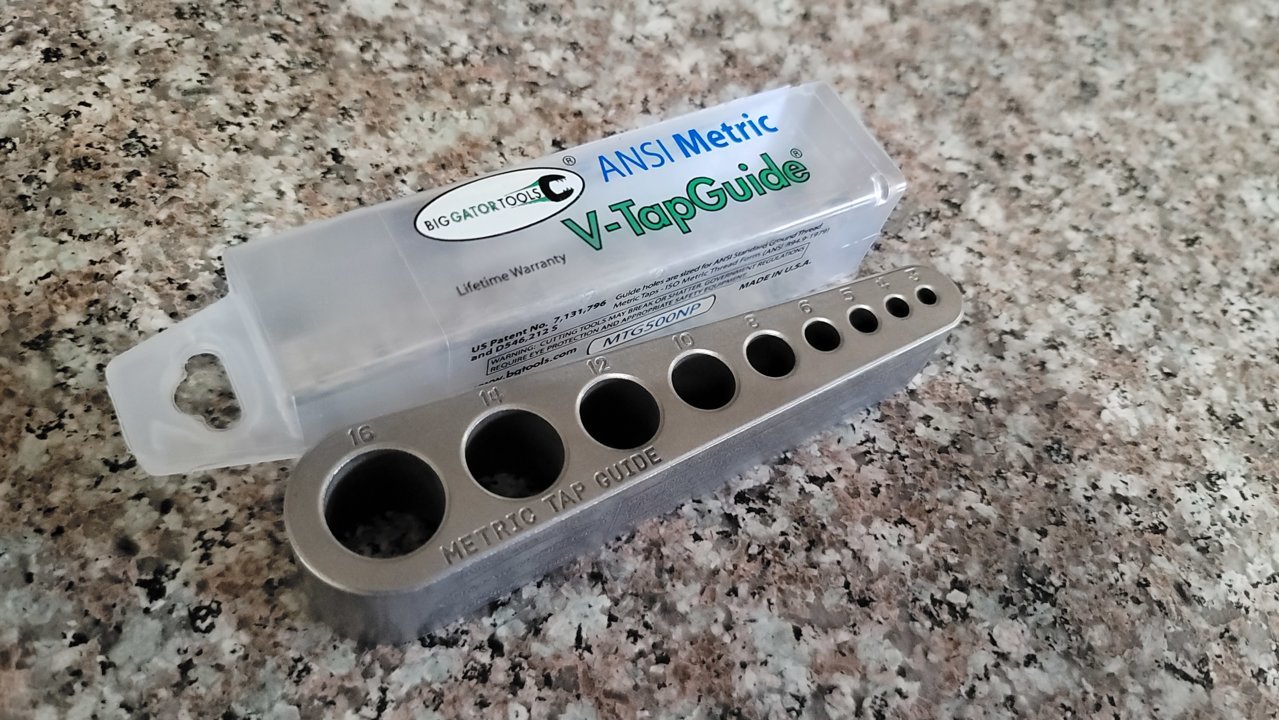 BIGGATORTOOLS®
ANSI Metric
V-TapGuide®
Lifetime Warranty
Guide holes are sized for ANSI Standard Ground Thread
Metric Taps - ISO Metric Thread Form (ANSI B94.9-1979)
US Patent No. 7,131,796
and D546,212 S
WARNING: CUTTING TOOLS MAY BREAK OR SHATTER. GOVERNMENT REGULATIONS
REQUIRE EYE PROTECTION AND APPROPRIATE SAFETY EQUIPMENT.
www.bgtools.com
MTG500NP
MADE IN U.S.A.
16 14 12 10 8 6 5 4 3
METRIC TAP GUIDE